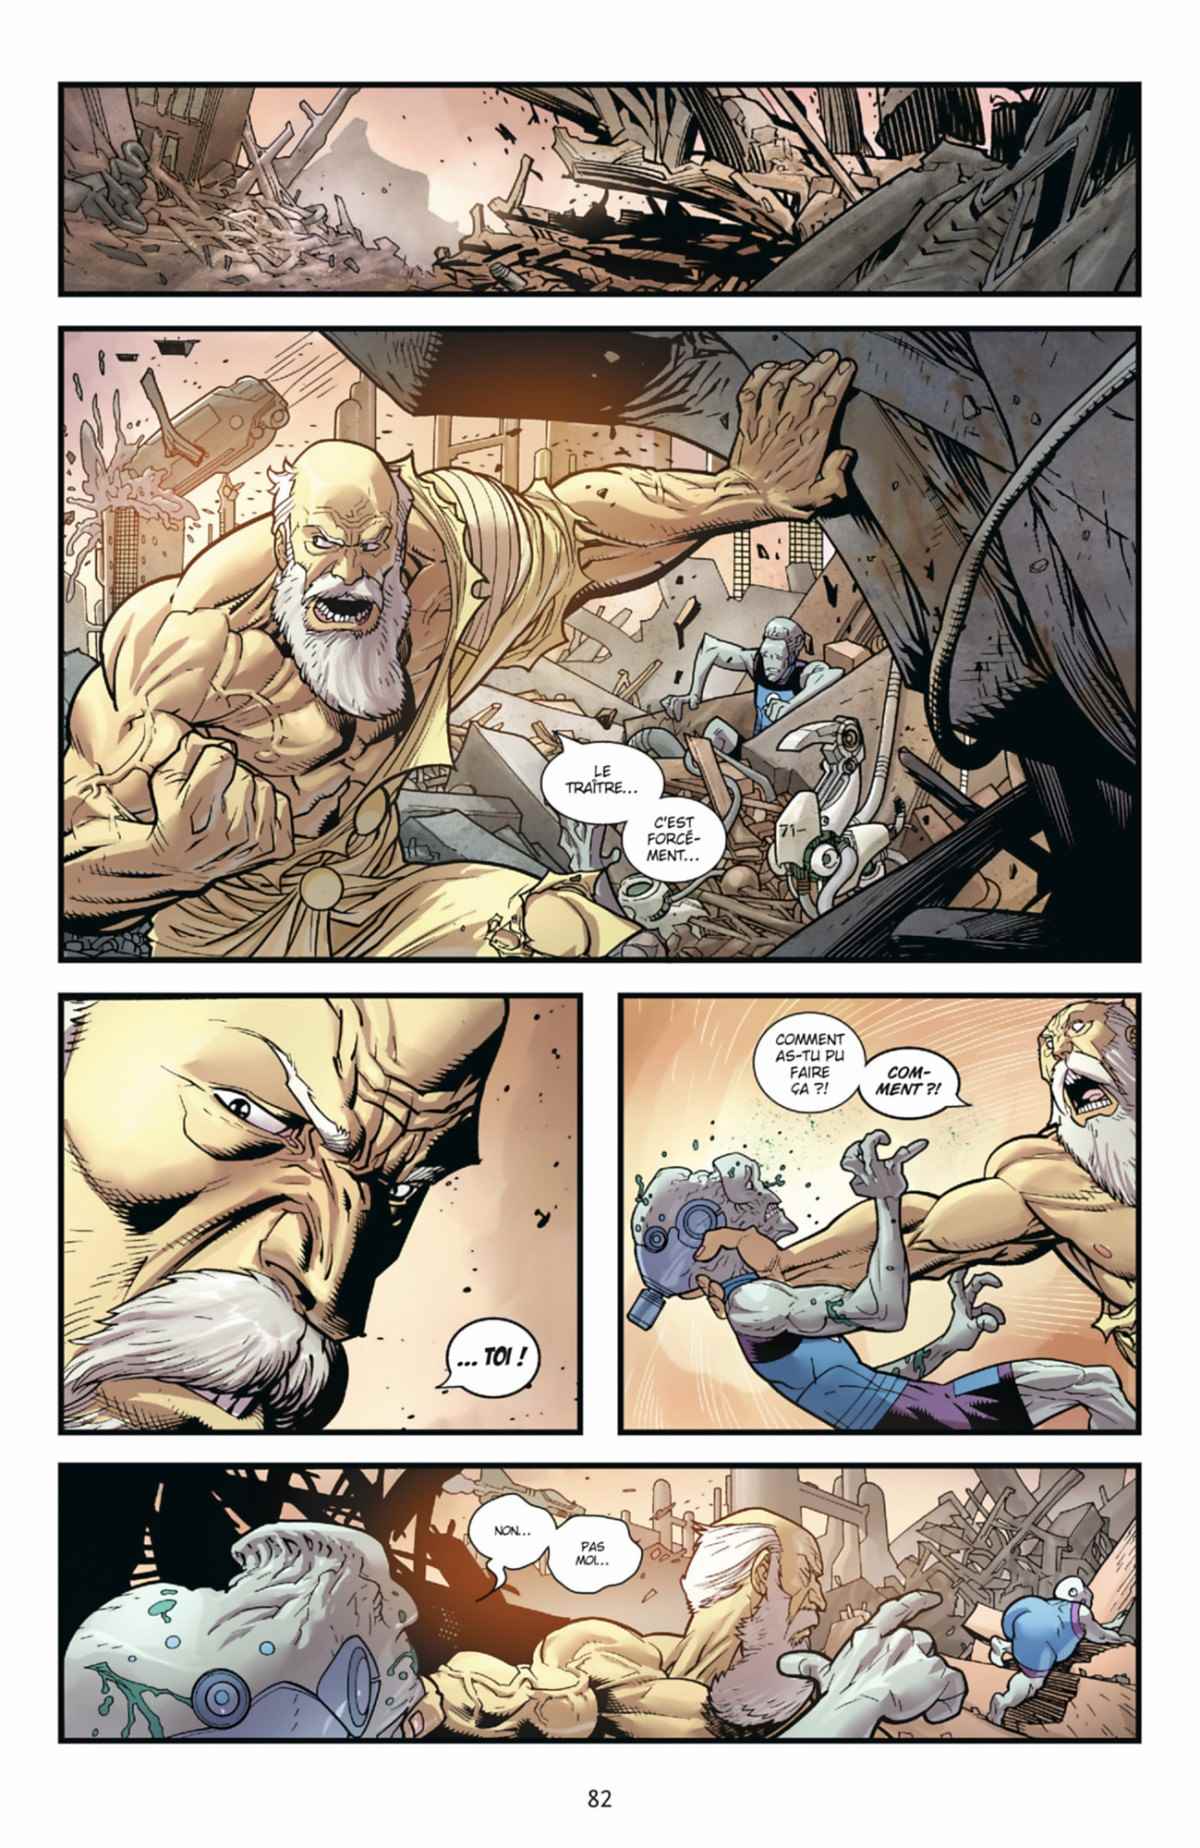 LE
TRAÎTRE...
C'EST
FORCÉ-
MENT...
71-
... TOI !
COMMENT
AS-TU PU
FAIRE
ÇA ?!
COM-
MENT ?!
NON...
PAS
MOI...
82